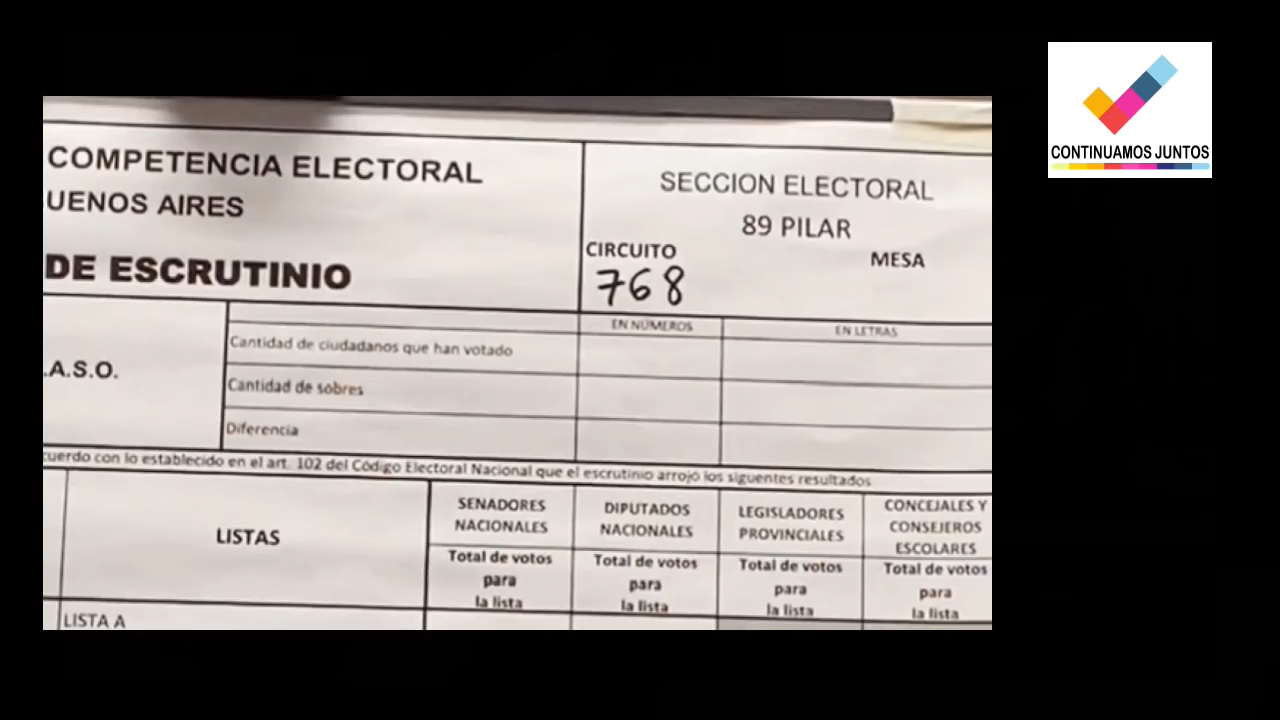 COMPETENCIA ELECTORAL
UENOS AIRES
DE ESCRUTINIO
SECCION ELECTORAL
89 PILAR
CIRCUITO
MESA
768
EN NÚMEROS
EN LETRAS
.A.S.O.
Cantidad de ciudadanos que han votado
Cantidad de sobres
Diferencia
cuerdo con lo establecido en el art. 102 del Código Electoral Nacional que el escrutinio arrojó los siguentes resultados
LISTAS
SENADORES
NACIONALES
Total de votos
para
la lista
DIPUTADOS
NACIONALES
Total de votos
para
la lista
LEGISLADORES
PROVINCIALES
Total de votos
para
la lista
CONCEJALES Y
CONSEJEROS
ESCOLARES
Total de votos
para
la lista
LISTA A
CONTINUAMOS JUNTOS